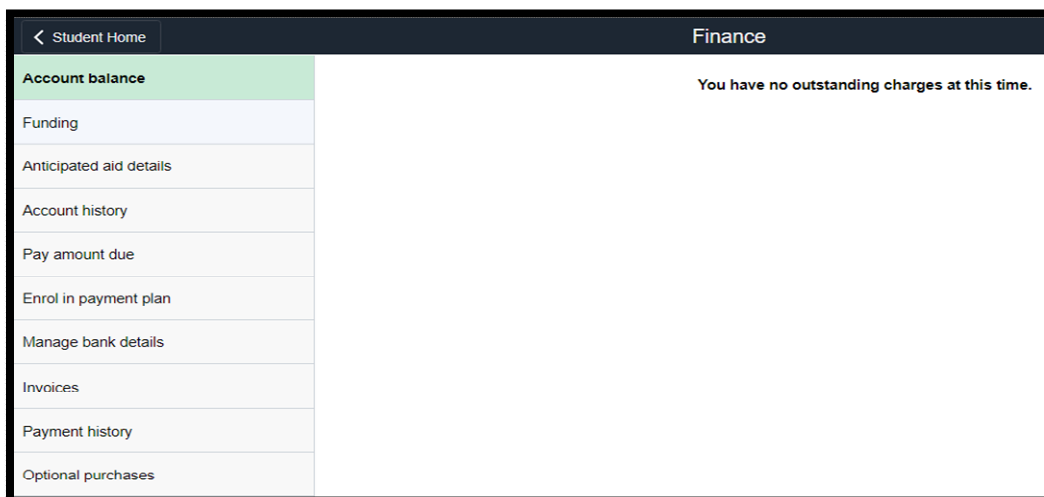 Student Home
Finance
Account balance
You have no outstanding charges at this time.
Funding
Anticipated aid details
Account history
Pay amount due
Enrol in payment plan
Manage bank details
Invoices
Payment history
Optional purchases